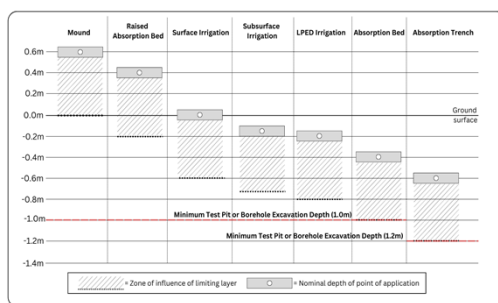 Mound
Raised
Absorption Bed
Surface Irrigation
Subsurface
Irrigation
LPED Irrigation
Absorption Bed
Absorption Trench
0.6m
0.4m
0.2m
0.0m
Ground
surface
-0.2m
-0.4m
-0.6m
-0.8m
Minimum Test Pit or Borehole Excavation Depth (1.0m)
-1.0m
Minimum Test Pit or Borehole Excavation Depth (1.2m)
-1.2m
-1.4m
= Zone of influence of limiting layer
= Nominal depth of point of application